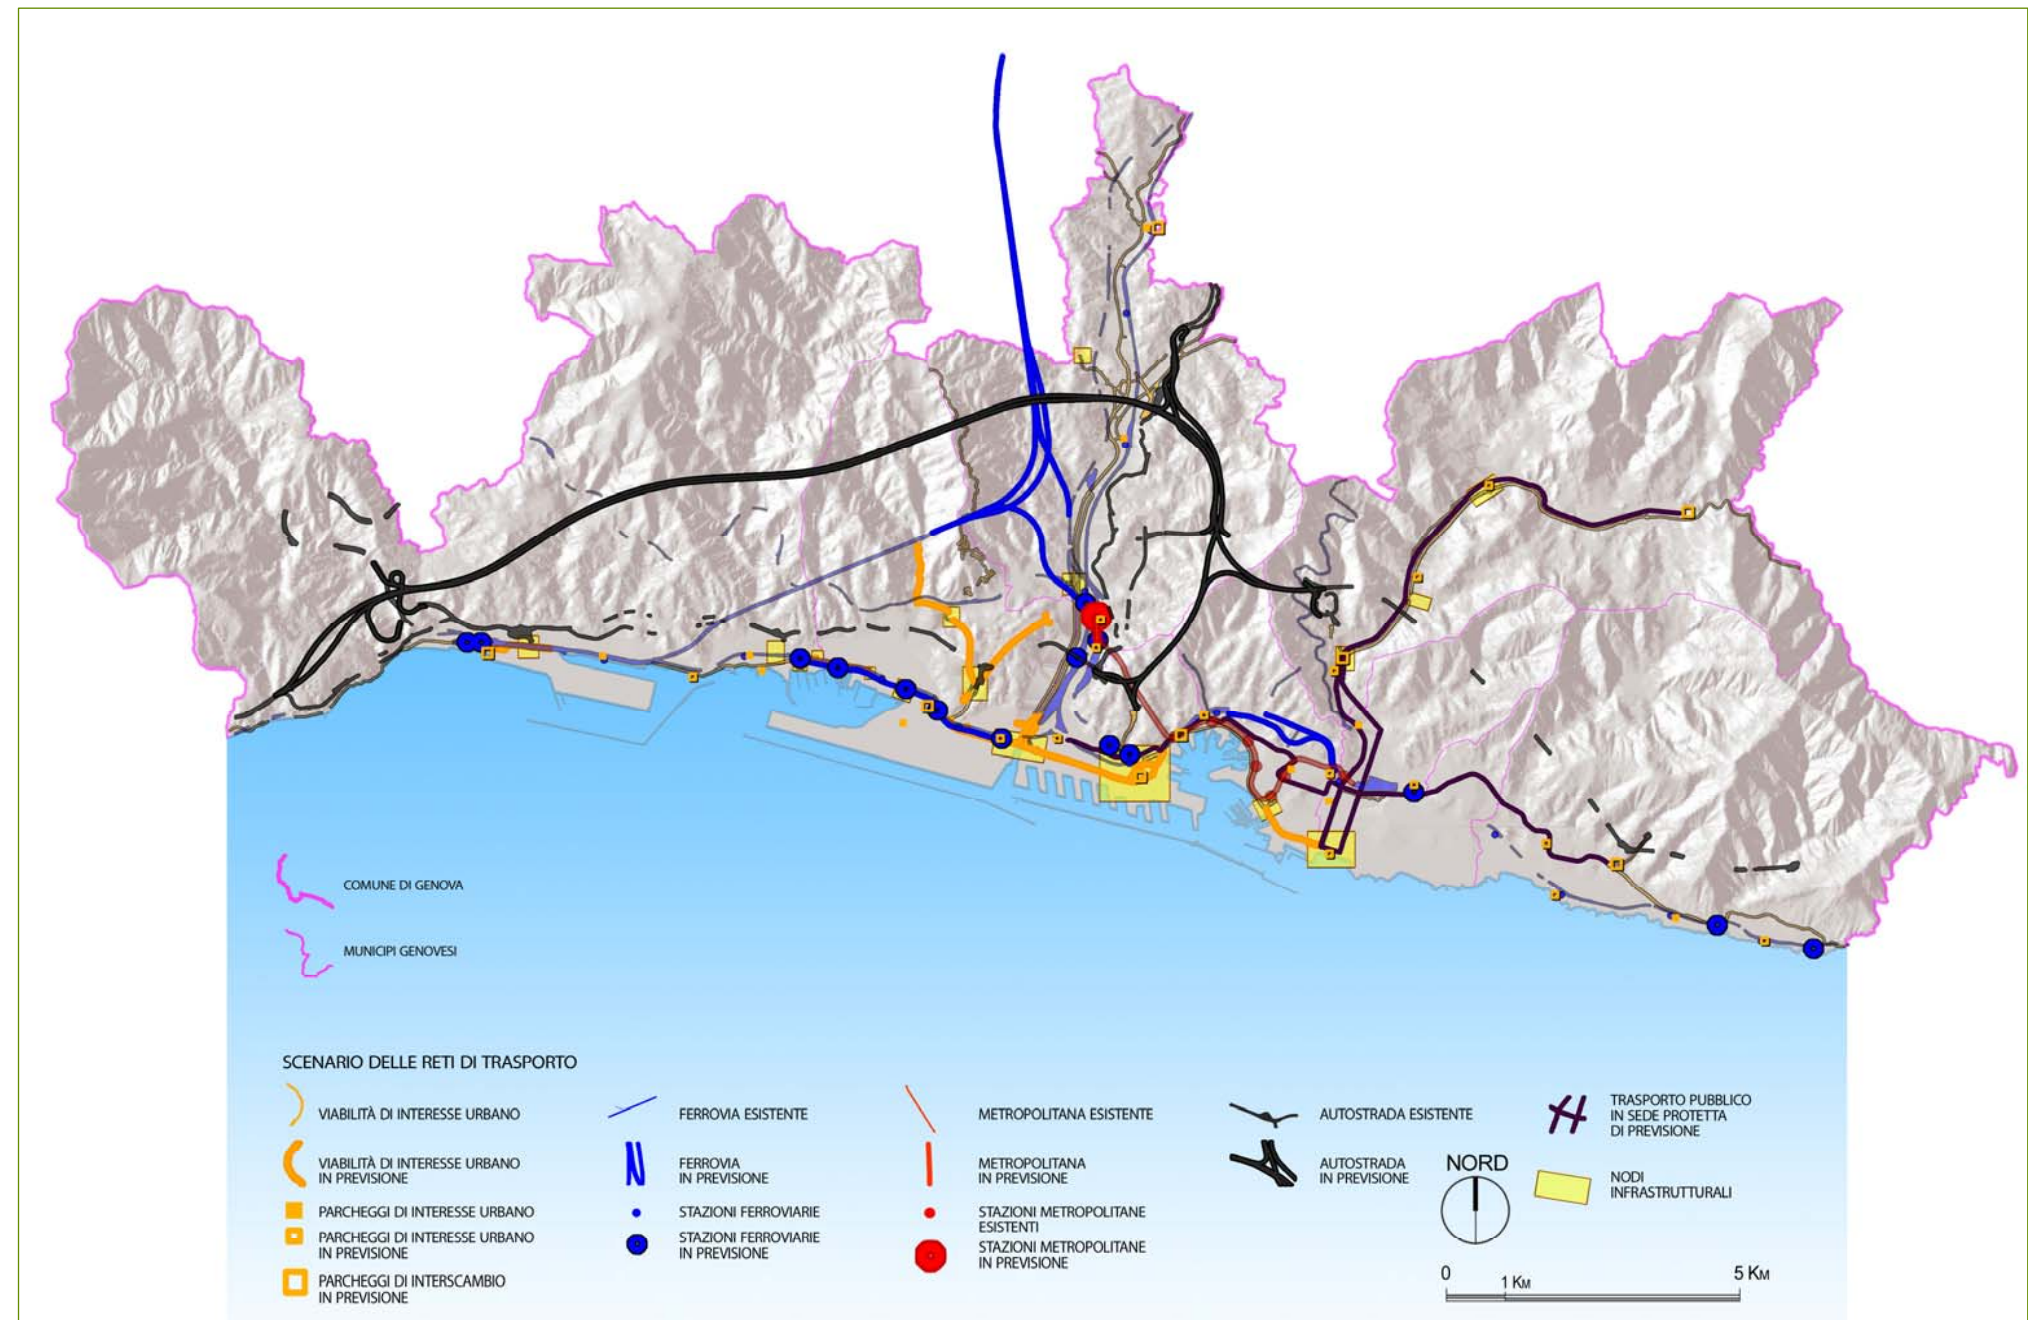 COMUNE DI GENOVA
MUNICIPI GENOVESI
SCENARIO DELLE RETI DI TRASPORTO
VIABILITÀ DI INTERESSE URBANO
VIABILITÀ DI INTERESSE URBANO
IN PREVISIONE
PARCHEGGI DI INTERESSE URBANO
PARCHEGGI DI INTERESSE URBANO
IN PREVISIONE
PARCHEGGI DI INTERSCAMBIO
IN PREVISIONE
FERROVIA ESISTENTE
FERROVIA
IN PREVISIONE
STAZIONI FERROVIARIE
STAZIONI FERROVIARIE
IN PREVISIONE
METROPOLITANA ESISTENTE
METROPOLITANA
IN PREVISIONE
STAZIONI METROPOLITANE
ESISTENTI
STAZIONI METROPOLITANE
IN PREVISIONE
AUTOSTRADA ESISTENTE
AUTOSTRADA
IN PREVISIONE
TRASPORTO PUBBLICO
IN SEDE PROTETTA
DI PREVISIONE
NODI
INFRASTRUTTURALI
NORD
0 1 KM 5 KM